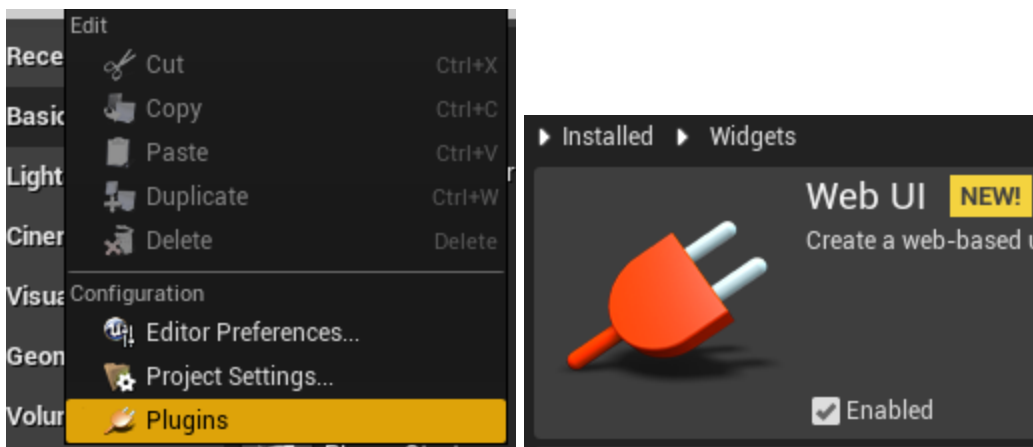 Edit
Rece
Cut Ctrl+X
Basic
Copy Ctrl+C
Paste Ctrl+V
Light
Duplicate Ctrl+W
Ciner
Delete Delete
Visua
Configuration
Editor Preferences...
Geon
Project Settings...
Volur
Plugins
Installed Widgets
Web UI NEW!
Create a web-based u
Enabled